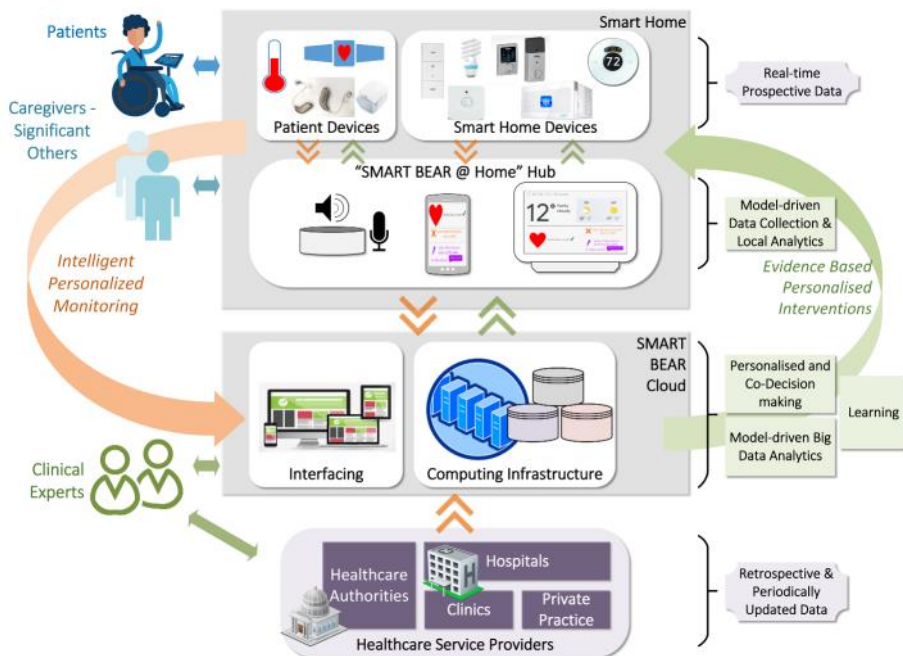 Smart Home
Patients
72
Real-time
Prospective Data
Caregivers -
Significant
Others
Patient Devices
Smart Home Devices
"SMART BEAR @ Home" Hub
12°
Model-driven
Data Collection &
Local Analytics
Intelligent
Personalized
Monitoring
Evidence Based
Personalised
Interventions
SMART
BEAR
Cloud
Personalised and
Co-Decision
making
Learning
Model-driven Big
Data Analytics
Interfacing
Computing Infrastructure
Clinical
Experts
Healthcare
Authorities
H
Hospitals
Clinics
Private
Practice
Healthcare Service Providers
Retrospective &
Periodically
Updated Data